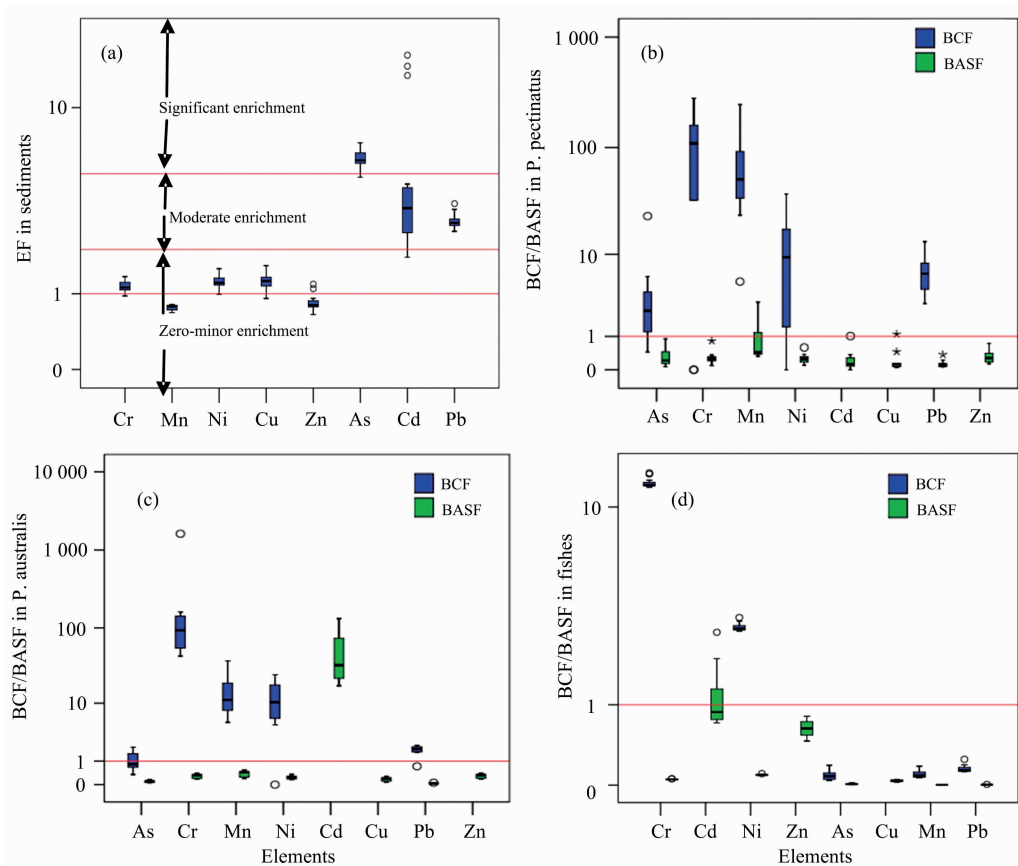 (a)
EF in sediments
10
1
0
Significant enrichment
Moderate enrichment
Zero-minor enrichment
Cr Mn Ni Cu Zn As Cd Pb
(b)
BCF
BASF
BCF/BASF in P. pectinatus
1 000
100
10
1
0
As Cr Mn Ni Cd Cu Pb Zn
(c)
BCF
BASF
BCF/BASF in P. australis
10 000
1 000
100
10
1
0
As Cr Mn Ni Cd Cu Pb Zn
Elements
(d)
BCF
BASF
BCF/BASF in fishes
10
1
0
Cr Cd Ni Zn As Cu Mn Pb
Elements